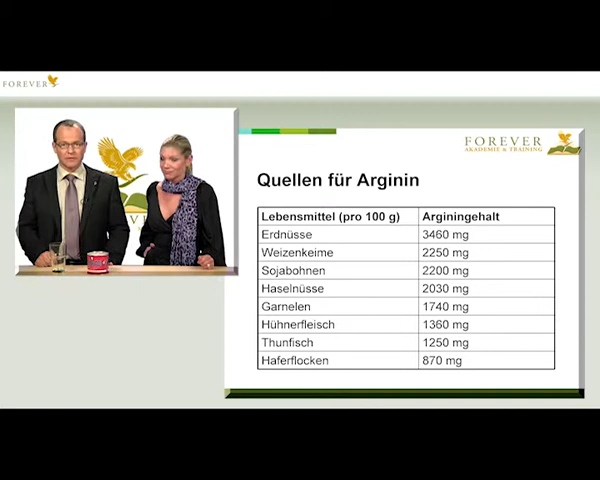 FOREVER
FOREVER
AKADEMIE & TRAINING
Quellen für Arginin
Lebensmittel (pro 100 g) Arginingehalt
Erdnüsse 3460 mg
Weizenkeime 2250 mg
Sojabohnen 2200 mg
Haselnüsse 2030 mg
Garnelen 1740 mg
Hühnerfleisch 1360 mg
Thunfisch 1250 mg
Haferflocken 870 mg